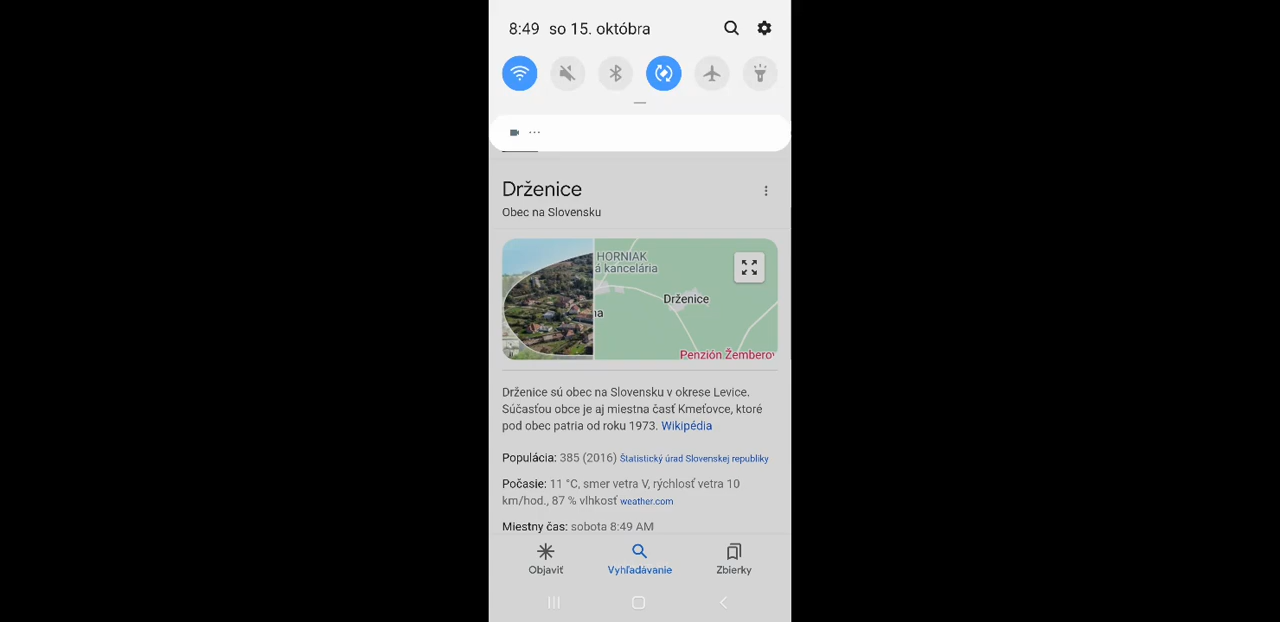 8:49 so 15. októbra
...
Drženice
Obec na Slovensku
HORNIAK
á kancelária
Drženice
na
Penzión Žemberov
Drženice sú obec na Slovensku v okrese Levice.
Súčasťou obce je aj miestna časť Kmeťovce, ktoré
pod obec patria od roku 1973. Wikipédia
Populácia: 385 (2016) Štatistický úrad Slovenskej republiky
Počasie: 11 °C, smer vetra V, rýchlosť vetra 10
km/hod., 87 % vlhkosť weather.com
Miestny čas: sobota 8:49 AM
Objaviť Vyhľadávanie Zbierky